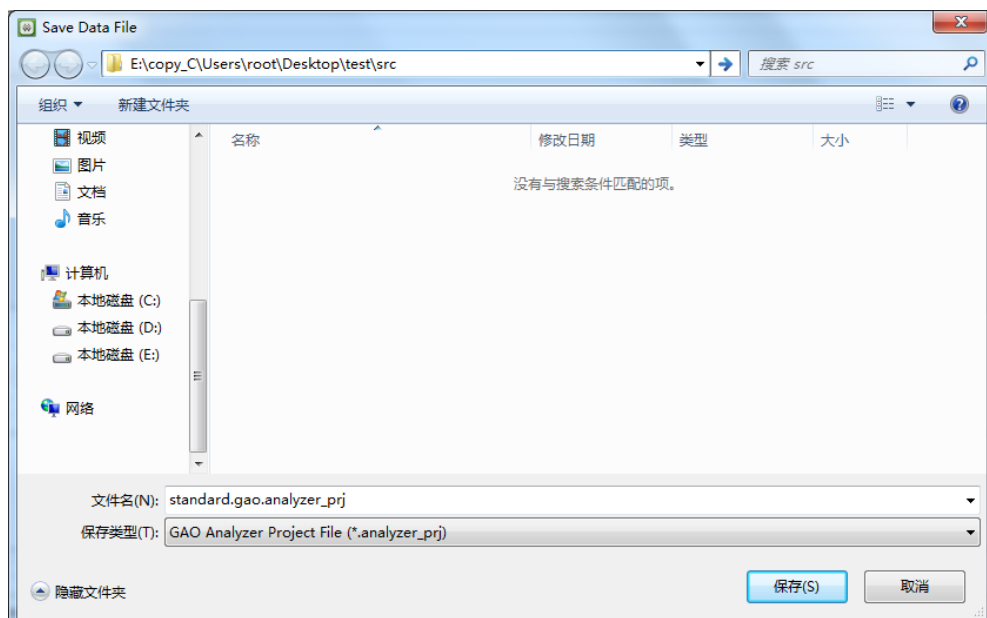 Save Data File
E:\copy_C\Users\root\Desktop\test\src
搜索 src
组织
新建文件夹
视频
图片
文档
音乐
计算机
本地磁盘 (C:)
本地磁盘 (D:)
本地磁盘 (E:)
网络
名称 修改日期 类型 大小
没有与搜索条件匹配的项。
文件名(N): standard.gao.analyzer_prj
保存类型(T): GAO Analyzer Project File (*.analyzer_prj)
隐藏文件夹
保存(S)
取消